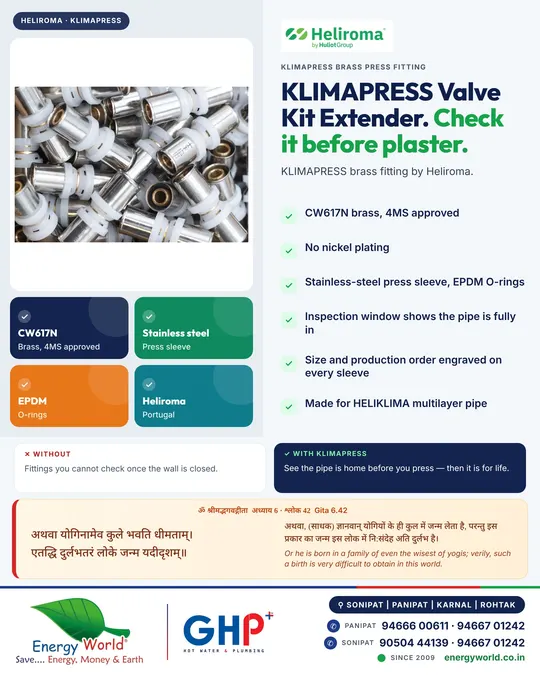 HELIROMA · KLIMAPRESS
Heliroma®
by HuliotGroup
KLIMAPRESS BRASS PRESS FITTING
KLIMAPRESS Valve
Kit Extender. Check
it before plaster.
KLIMAPRESS brass fitting by Heliroma.
CW617N brass, 4MS approved
No nickel plating
Stainless-steel press sleeve, EPDM O-rings
Inspection window shows the pipe is fully
in
Size and production order engraved on
every sleeve
Made for HELIKLIMA multilayer pipe
CW617N
Brass, 4MS approved
Stainless steel
Press sleeve
EPDM
O-rings
Heliroma
Portugal
✕ WITHOUT
Fittings you cannot check once the wall is closed.
✓ WITH KLIMAPRESS
See the pipe is home before you press — then it is for life.
ॐ श्रीमद्भगवद्गीता अध्याय 6 · श्लोक 42 Gita 6.42
अथवा योगिनामेव कुले भवति धीमताम्।
एतद्धि दुर्लभतरं लोके जन्म यदीदृशम्॥
अथवा, (साधक) ज्ञानवान् योगियों के ही कुल में जन्म लेता है, परन्तु इस
प्रकार का जन्म इस लोक में नि:संदेह अति दुर्लभ है।
Or he is born in a family of even the wisest of yogis; verily, such
a birth is very difficult to obtain in this world.
Energy World
Save.... Energy, Money & Earth
GHP+
HOT WATER & PLUMBING
SONIPAT | PANIPAT | KARNAL | ROHTAK
PANIPAT 94666 00611 · 94667 01242
SONIPAT 90504 44139 · 94667 01242
SINCE 2009 energyworld.co.in